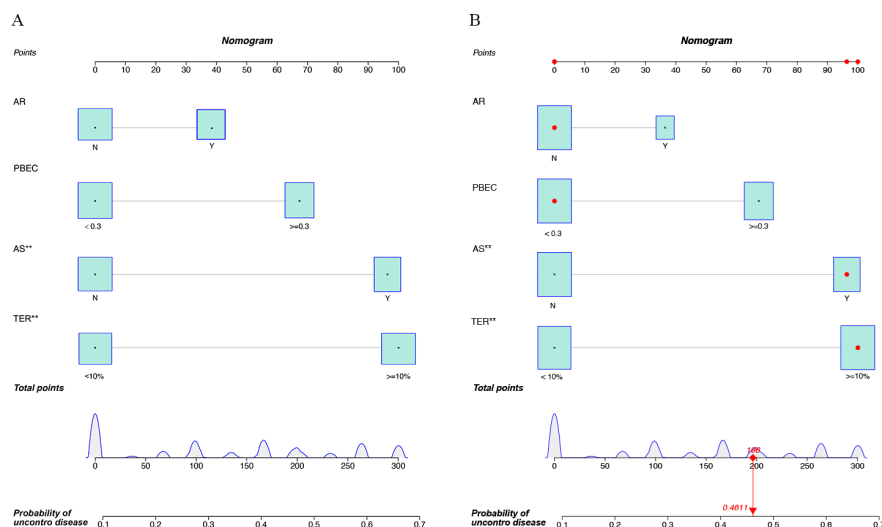 A
Nomogram
Points
0 10 20 30 40 50 60 70 80 90 100
AR
N Y
PBEC
< 0.3 >=0.3
AS**
N Y
TER**
<10% >=10%
Total points
0 50 100 150 200 250 300
Probability of
uncontro disease
0.1 0.2 0.3 0.4 0.5 0.6 0.7
B
Nomogram
Points
0 10 20 30 40 50 60 70 80 90 100
AR
N Y
PBEC
< 0.3 >=0.3
AS**
N Y
TER**
< 10% >=10%
Total points
0 50 100 150 200 250 300
0.4611
Probability of
uncontro disease
0.1 0.2 0.3 0.4 0.5 0.6 0.7